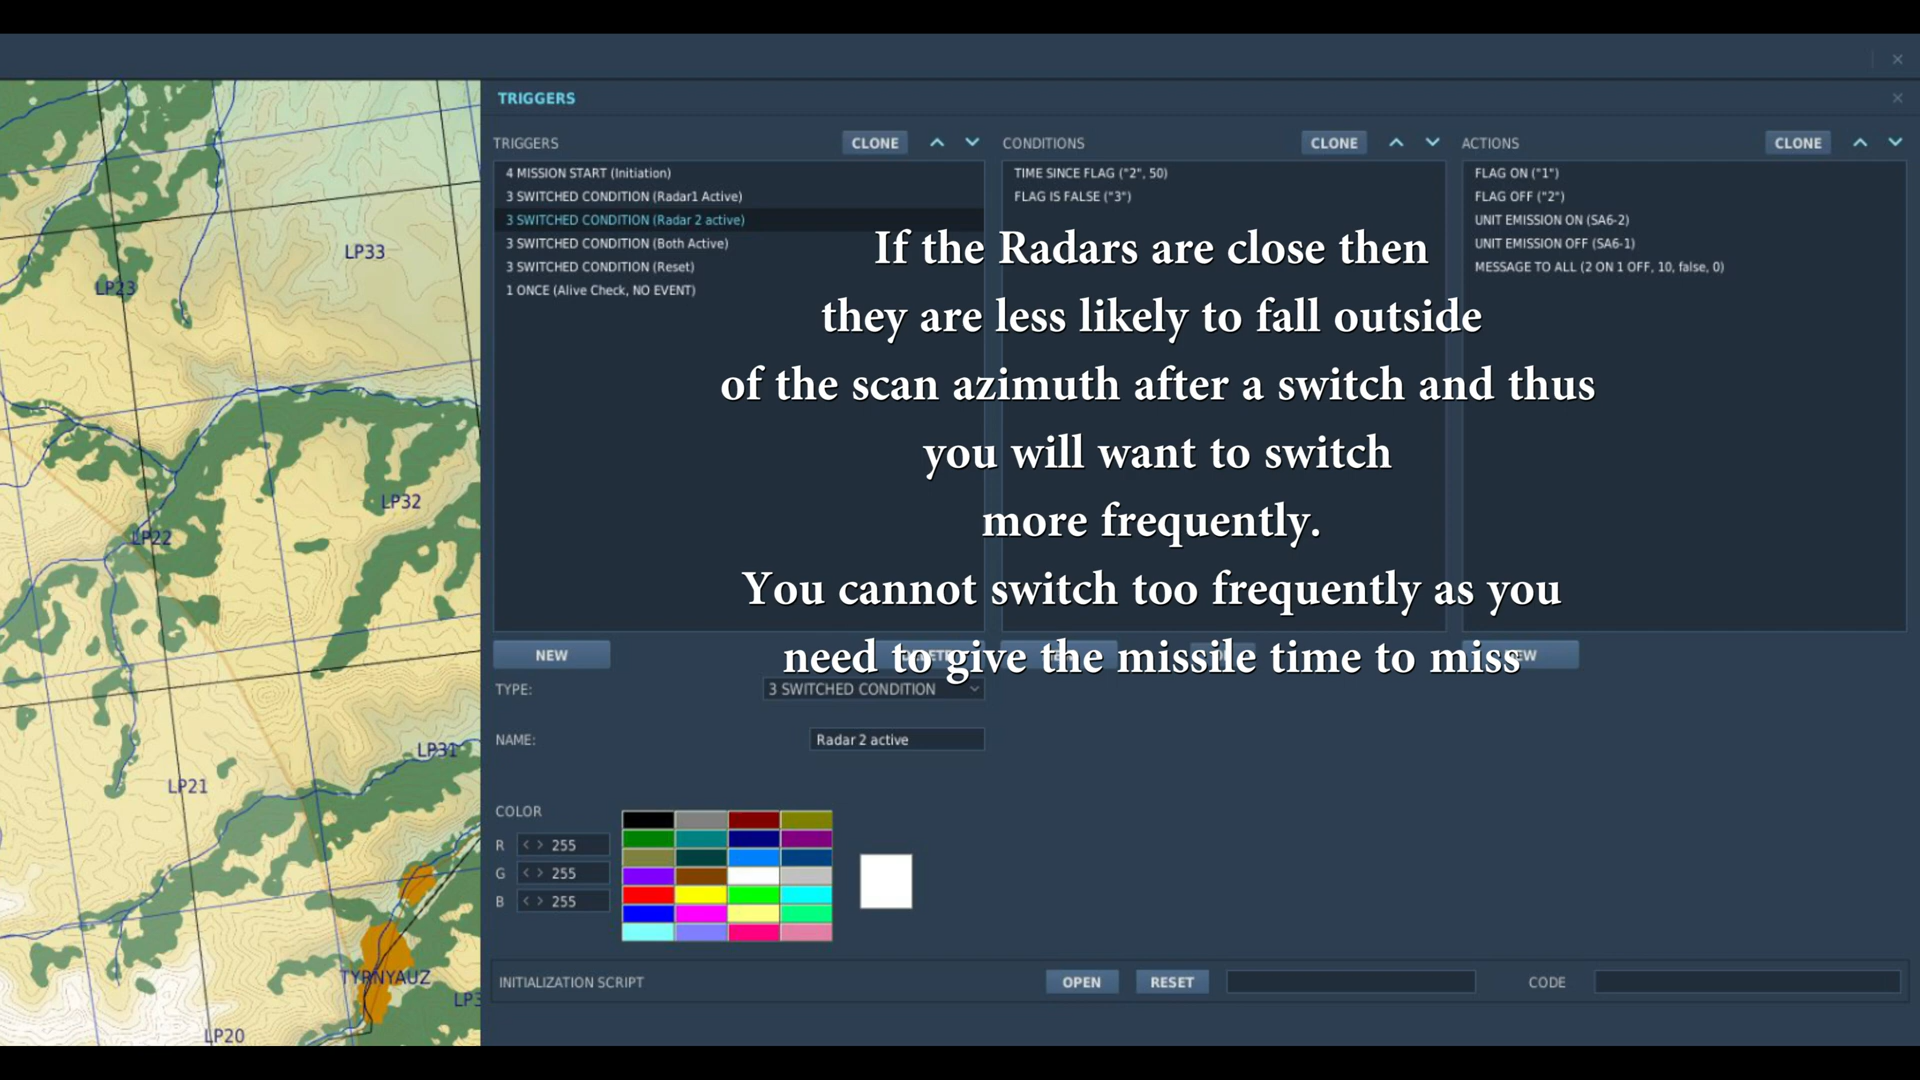 TRIGGERS
TRIGGERS
CLONE
CONDITIONS
CLONE
ACTIONS
CLONE
4 MISSION START (Initiation)
3 SWITCHED CONDITION (Radar1 Active)
3 SWITCHED CONDITION (Radar 2 active)
3 SWITCHED CONDITION (Both Active)
3 SWITCHED CONDITION (Reset)
1 ONCE (Alive Check, NO EVENT)
TIME SINCE FLAG ("2", 50)
FLAG IS FALSE ("3")
FLAG ON ("1")
FLAG OFF ("2")
UNIT EMISSION ON (SA6-2)
UNIT EMISSION OFF (SA6-1)
MESSAGE TO ALL (2 ON 1 OFF, 10, false, 0)
If the Radars are close then
they are less likely to fall outside
of the scan azimuth after a switch and thus
you will want to switch
more frequently.
You cannot switch too frequently as you
need to give the missile time to miss
NEW
TYPE:
3 SWITCHED CONDITION
NAME:
Radar 2 active
COLOR
R
255
G
255
B
255
INITIALIZATION SCRIPT
OPEN
RESET
CODE
LP33
LP23
LP32
LP22
LP31
LP21
TYRNYAUZ
LP20